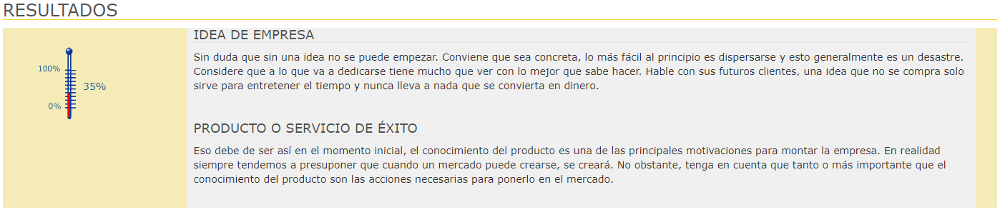 RESULTADOS
100%
35%
0%
IDEA DE EMPRESA
Sin duda que sin una idea no se puede empezar. Conviene que sea concreta, lo más fácil al principio es dispersarse y esto generalmente es un desastre.
Considere que a lo que va a dedicarse tiene mucho que ver con lo mejor que sabe hacer. Hable con sus futuros clientes, una idea que no se compra solo
sirve para entretener el tiempo y nunca lleva a nada que se convierta en dinero.
PRODUCTO O SERVICIO DE ÉXITO
Eso debe de ser así en el momento inicial, el conocimiento del producto es una de las principales motivaciones para montar la empresa. En realidad
siempre tendemos a presuponer que cuando un mercado puede crearse, se creará. No obstante, tenga en cuenta que tanto o más importante que el
conocimiento del producto son las acciones necesarias para ponerlo en el mercado.